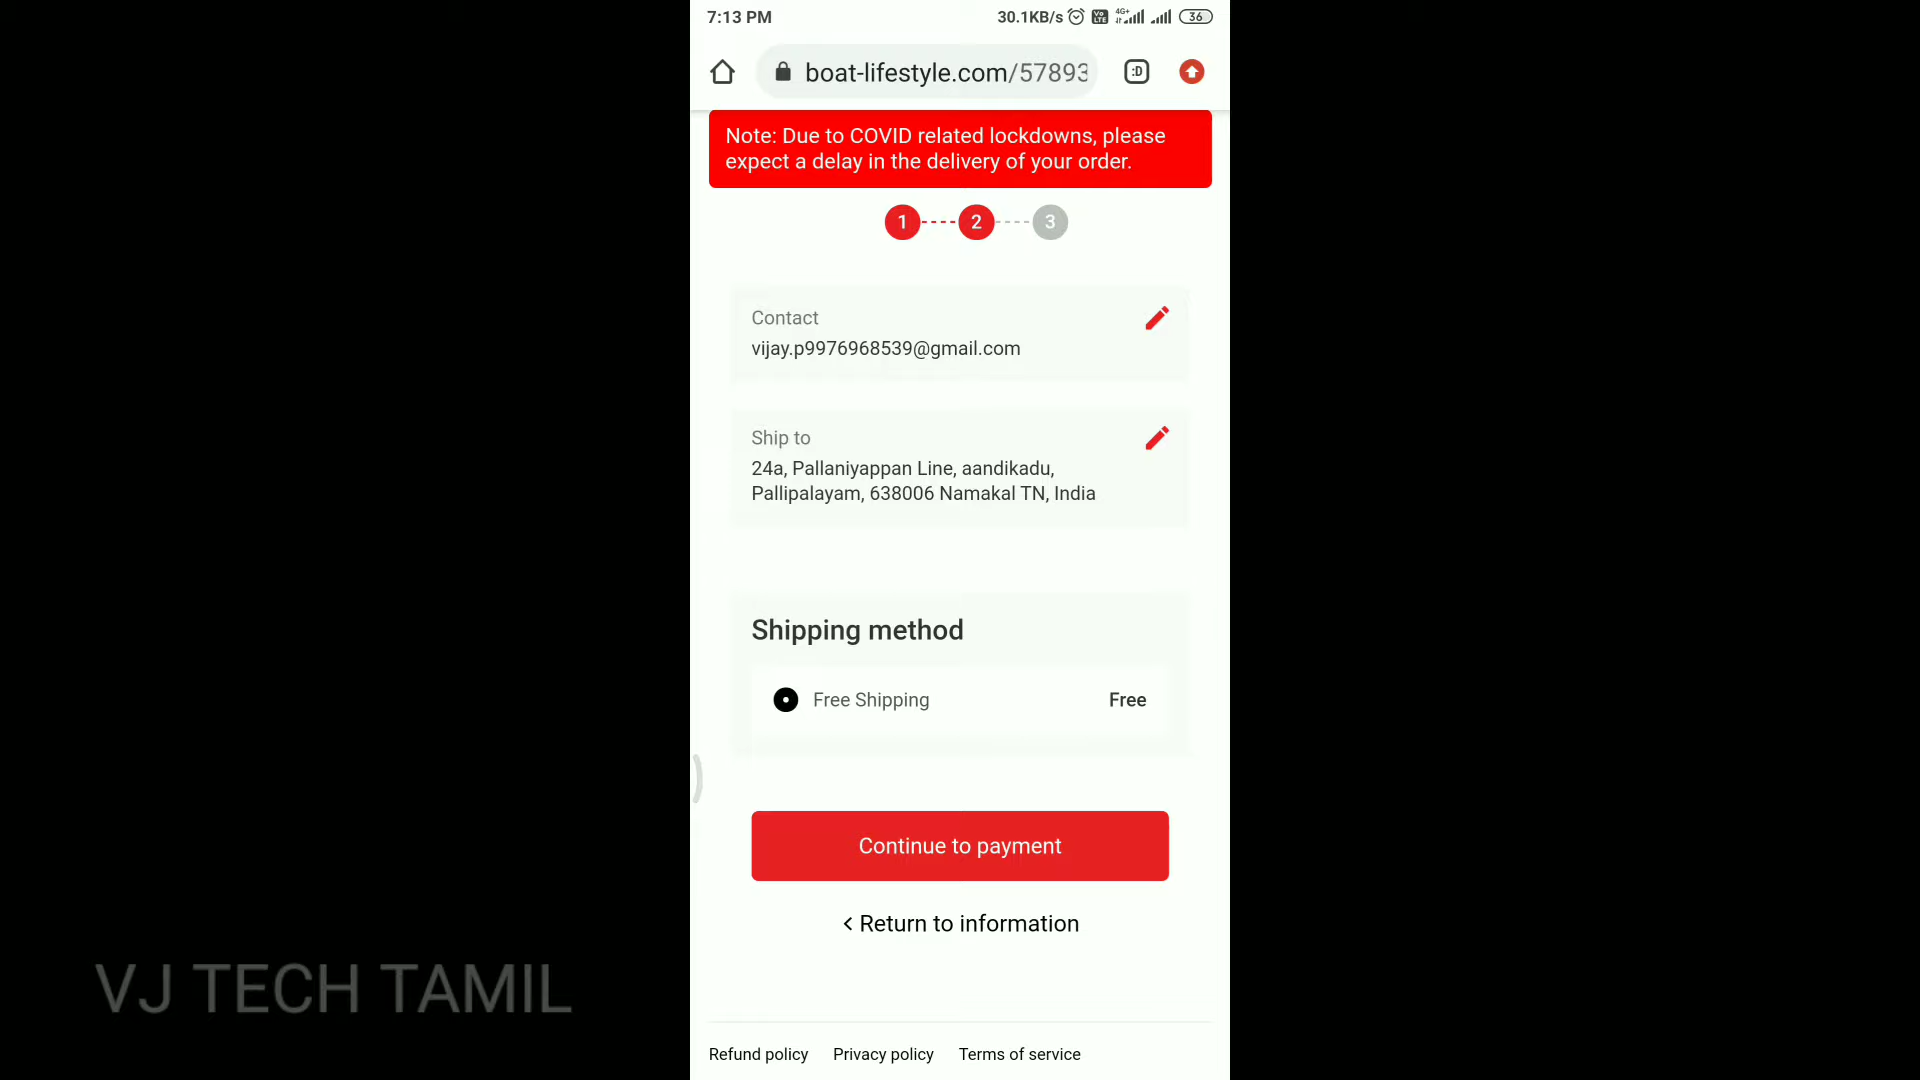 7:13 PM
30.1KB/s
Vo
LTE
4G+
36
boat-lifestyle.com/57893
:D
Note: Due to COVID related lockdowns, please
expect a delay in the delivery of your order.
1
2
3
Contact
vijay.p9976968539@gmail.com
Ship to
24a, Pallaniyappan Line, aandikadu,
Pallipalayam, 638006 Namakal TN, India
Shipping method
Free Shipping
Free
Continue to payment
< Return to information
VJ TECH TAMIL
Refund policy
Privacy policy
Terms of service